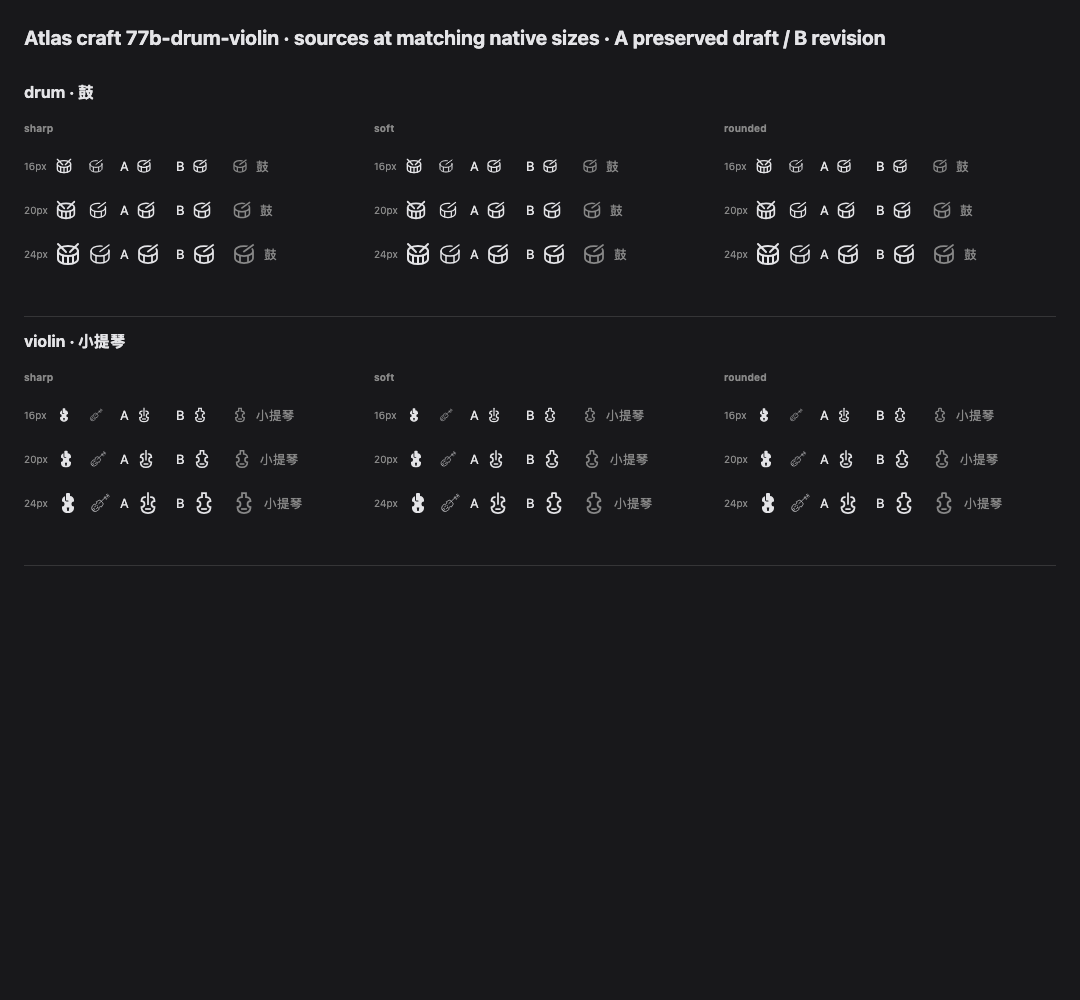 Atlas craft 77b-drum-violin · sources at matching native sizes · A preserved draft / B revision
drum · 鼓
sharp soft rounded
16px A B 鼓 16px A B 鼓 16px A B 鼓
20px A B 鼓 20px A B 鼓 20px A B 鼓
24px A B 鼓 24px A B 鼓 24px A B 鼓
violin · 小提琴
sharp soft rounded
16px A B 小提琴 16px A B 小提琴 16px A B 小提琴
20px A B 小提琴 20px A B 小提琴 20px A B 小提琴
24px A B 小提琴 24px A B 小提琴 24px A B 小提琴